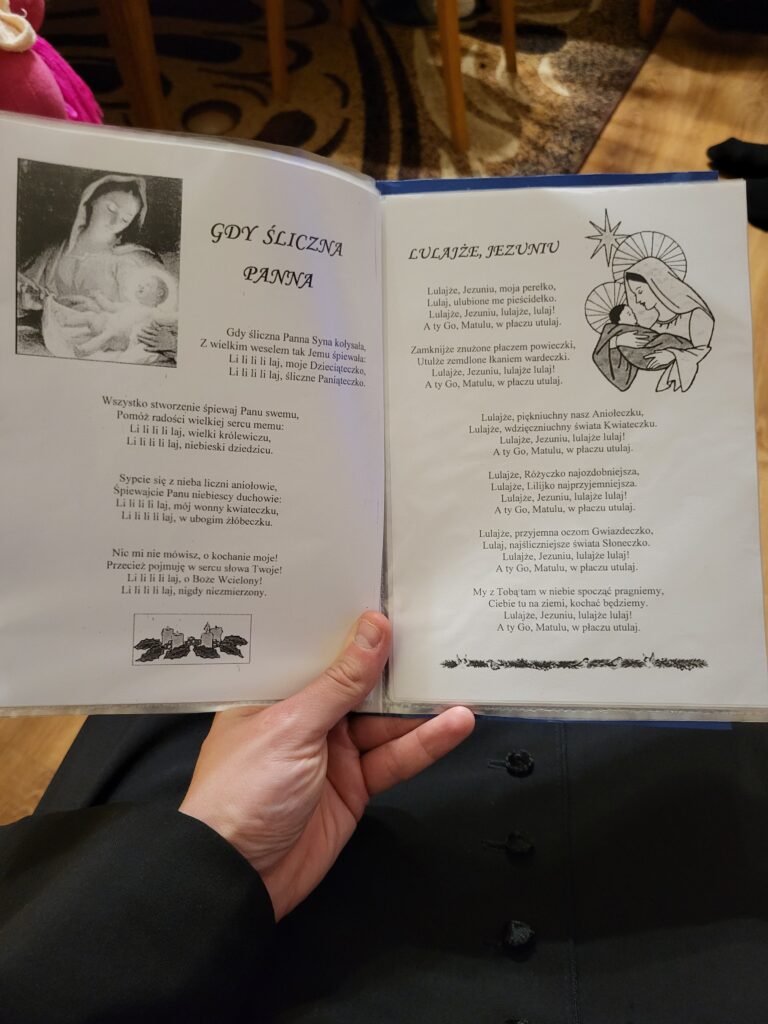 GDY ŚLICZNA
PANNA
Gdy śliczna Panna Syna kołysała,
Z wielkim weselem tak Jemu śpiewała:
Li li li li laj, moje Dzieciąteczko,
Li li li li laj, śliczne Paniąteczko.
Wszystko stworzenie śpiewaj Panu swemu,
Pomóż radości wielkiej sercu memu:
Li li li li laj, wielki królewiczu,
Li li li li laj, niebieski dziedzicu.
Sypcie się z nieba liczni aniołowie,
Śpiewajcie Panu niebiescy duchowie:
Li li li li laj, mój wonny kwiateczku,
Li li li li laj, w ubogim żłóbeczku.
Nic mi nie mówisz, o kochanie moje!
Przecież pojmuję w sercu słowa Twoje!
Li li li li laj, o Boże Wcielony!
Li li li li laj, nigdy niezmierzony.
LULAJŻE, JEZUNIU
Lulajże, Jezuniu, moja perełko,
Lulaj, ulubione me pieścidełko.
Lulajże, Jezuniu, lulajże, lulaj!
A ty Go, Matulu, w płaczu utulaj.
Zamknijże znużone płaczem powieczki,
Utulże zemdlone łkaniem wardeczki.
Lulajże, Jezuniu, lulajże lulaj!
A ty Go, Matulu, w płaczu utulaj.
Lulajże, piękniuchny nasz Aniołeczku,
Lulajże, wdzięczniuchny świata Kwiateczku.
Lulajże, Jezuniu, lulajże lulaj!
A ty Go, Matulu, w płaczu utulaj.
Lulajże, Różyczko najozdobniejsza,
Lulajże, Lilijko najprzyjemniejsza.
Lulajże, Jezuniu, lulajże lulaj!
A ty Go, Matulu, w płaczu utulaj.
Lulajże, przyjemna oczom Gwiazdeczko,
Lulaj, najśliczniejsze świata Słoneczko.
Lulajże, Jezuniu, lulajże lulaj!
A ty Go, Matulu, w płaczu utulaj.
My z Tobą tam w niebie spocząć pragniemy,
Ciebie tu na ziemi, kochać będziemy.
Lulajże, Jezuniu, lulajże lulaj!
A ty Go, Matulu, w płaczu utulaj.